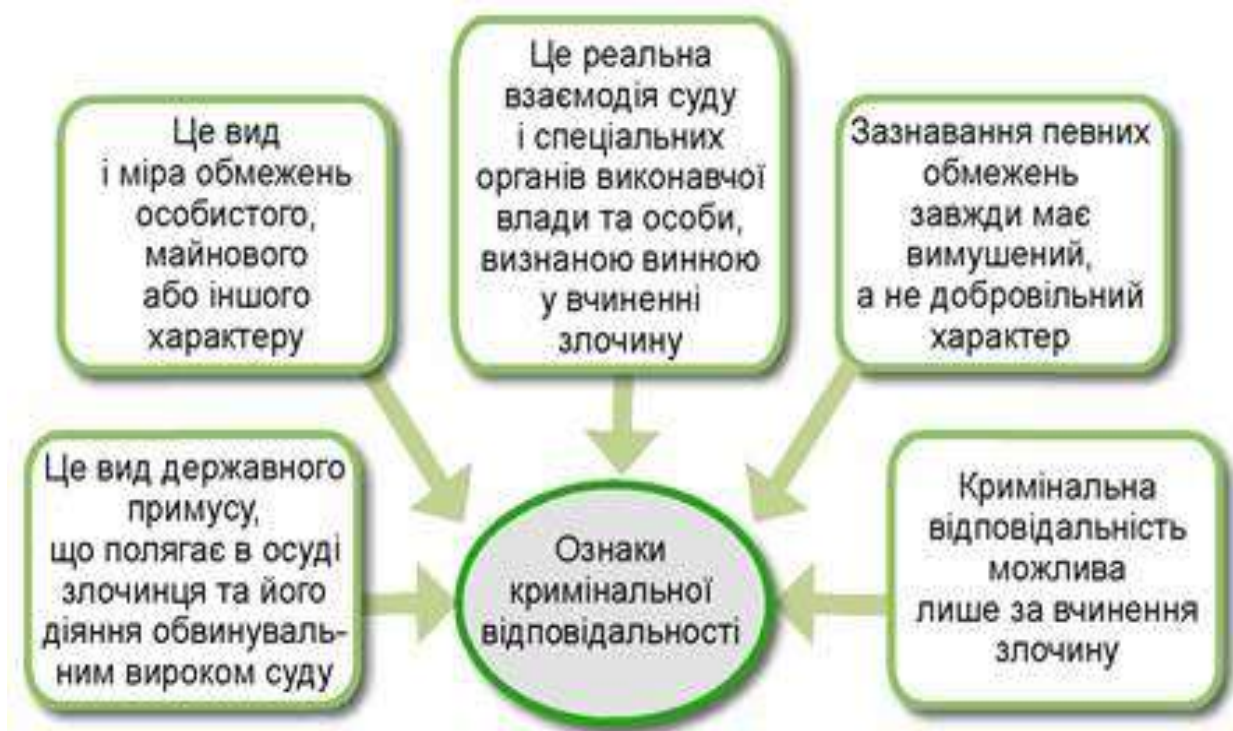 Це вид
і міра обмежень
особистого,
майнового
або іншого
характеру
Це реальна
взаємодія суду
і спеціальних
органів виконавчої
влади та особи,
визнаною винною
у вчиненні
злочину
Зазнавання певних
обмежень
завжди має
вимушений,
а не добровільний
характер
Це вид державного
примусу,
що полягає в осуді
злочинця та його
діяння обвинуваль-
ним вироком суду
Ознаки
кримінальної
відповідальності
Кримінальна
відповідальність
можлива
лише за вчинення
злочину